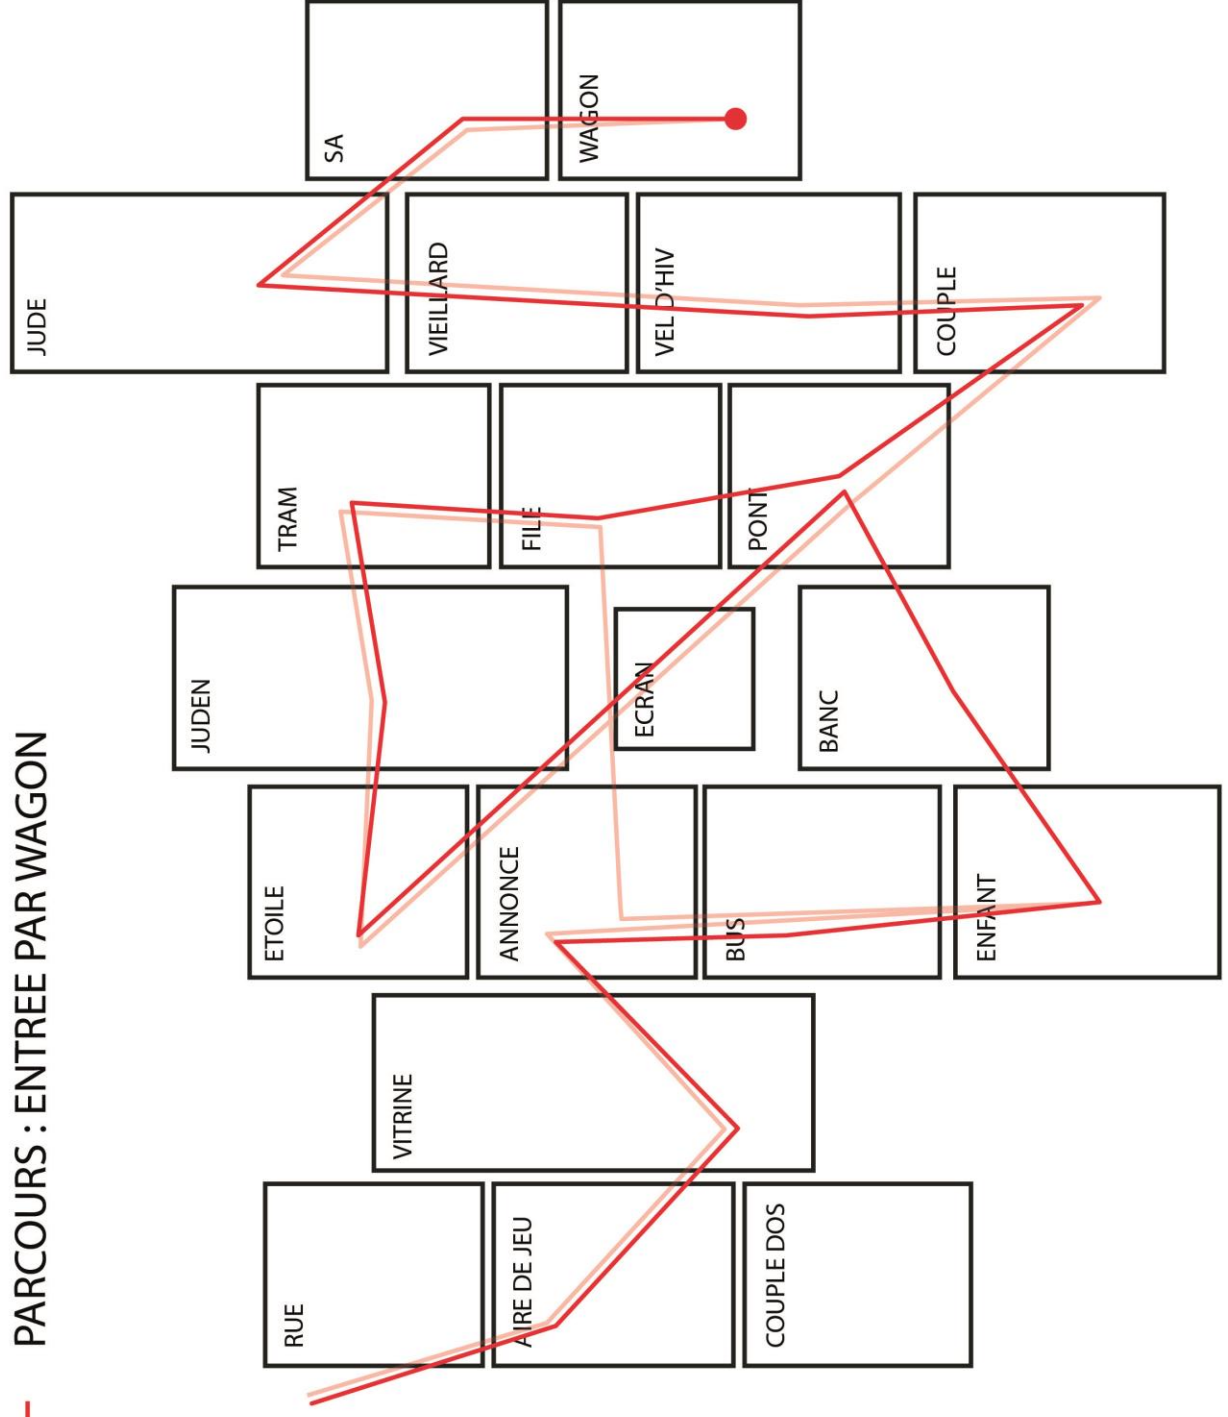 PARCOURS : ENTREE PAR WAGON
SA
WAGON
JUDE
VIEILLARD
VEL D'HIV
COUPLE
TRAM
FILE
PONT
JUDEN
ECRAN
BANC
ETOILE
ANNONCE
BUS
ENFANT
VITRINE
RUE
AIRE DE JEU
COUPLE DOS